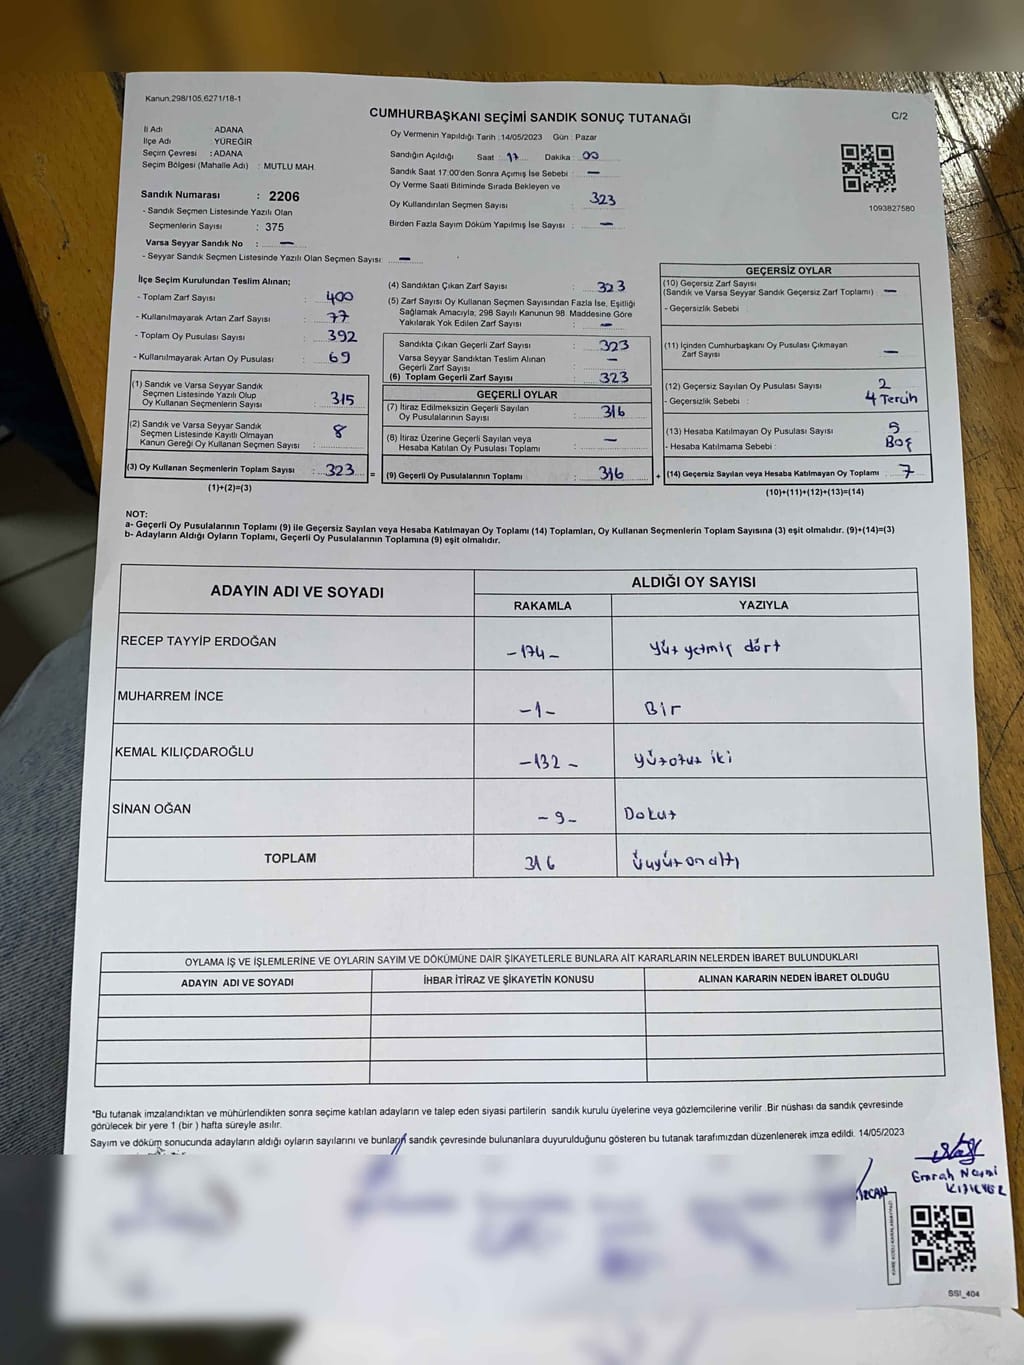 Kanun.298/105,6271/18-1
CUMHURBAŞKANI SEÇİMİ SANDIK SONUÇ TUTANAĞI
C/2
İl Adı ADANA
İlçe Adı YÜREĞİR
Seçim Çevresi : ADANA
Seçim Bölgesi (Mahalle Adı) : MUTLU MAH.
Sandık Numarası : 2206
- Sandık Seçmen Listesinde Yazılı Olan
Seçmenlerin Sayısı : 375
Varsa Seyyar Sandık No : —
- Seyyar Sandık Seçmen Listesinde Yazılı Olan Seçmen Sayısı —
Oy Vermenin Yapıldığı Tarih :14/05/2023 Gün : Pazar
Sandığın Açıldığı Saat : 17 Dakika : 00
Sandık Saat 17:00'den Sonra Açımış İse Sebebi : —
Oy Verme Saati Bitiminde Sırada Bekleyen ve
Oy Kullandırılan Seçmen Sayısı : 323
Birden Fazla Sayım Döküm Yapılmış İse Sayısı : —
1093827580
İlçe Seçim Kurulundan Teslim Alınan;
- Toplam Zarf Sayısı : 400
- Kullanılmayarak Artan Zarf Sayısı : 77
- Toplam Oy Pusulası Sayısı : 392
- Kullanılmayarak Artan Oy Pusulası : 69
(1) Sandık ve Varsa Seyyar Sandık
Seçmen Listesinde Yazılı Olup
Oy Kullanan Seçmenlerin Sayısı : 315
(2) Sandık ve Varsa Seyyar Sandık
Seçmen Listesinde Kayıtlı Olmayan
Kanun Gereği Oy Kullanan Seçmen Sayısı : 8
(3) Oy Kullanan Seçmenlerin Toplam Sayısı : 323 =
(1)+(2)=(3)
(4) Sandıktan Çıkan Zarf Sayısı : 323
(5) Zarf Sayısı Oy Kullanan Seçmen Sayısından Fazla İse, Eşitliği
Sağlamak Amacıyla; 298 Sayılı Kanunun 98. Maddesine Göre
Yakılarak Yok Edilen Zarf Sayısı : —
Sandıkta Çıkan Geçerli Zarf Sayısı : 323
Varsa Seyyar Sandıktan Teslim Alınan
Geçerli Zarf Sayısı : —
(6) Toplam Geçerli Zarf Sayısı : 323
GEÇERLİ OYLAR
(7) İtiraz Edilmeksizin Geçerli Sayılan
Oy Pusulalarının Sayısı : 316
(8) İtiraz Üzerine Geçerli Sayılan veya
Hesaba Katılan Oy Pusulası Toplamı : —
(9) Geçerli Oy Pusulalarının Toplamı : 316 +
GEÇERSİZ OYLAR
(10) Geçersiz Zarf Sayısı
(Sandık ve Varsa Seyyar Sandık Geçersiz Zarf Toplamı) : —
- Geçersizlik Sebebi :
(11) İçinden Cumhurbaşkanı Oy Pusulası Çıkmayan
Zarf Sayısı : —
(12) Geçersiz Sayılan Oy Pusulası Sayısı : 2
- Geçersizlik Sebebi : 4 Tercih
(13) Hesaba Katılmayan Oy Pusulası Sayısı : 5
- Hesaba Katılmama Sebebi : Boş
(14) Geçersiz Sayılan veya Hesaba Katılmayan Oy Toplamı : 7
(10)+(11)+(12)+(13)=(14)
NOT:
a- Geçerli Oy Pusulalarının Toplamı (9) ile Geçersiz Sayılan veya Hesaba Katılmayan Oy Toplamı (14) Toplamları, Oy Kullanan Seçmenlerin Toplam Sayısına (3) eşit olmalıdır. (9)+(14)=(3)
b- Adayların Aldığı Oyların Toplamı, Geçerli Oy Pusulalarının Toplamına (9) eşit olmalıdır.
ADAYIN ADI VE SOYADI ALDIĞI OY SAYISI
RAKAMLA YAZIYLA
RECEP TAYYİP ERDOĞAN -174- Yüz yetmiş dört
MUHARREM İNCE -1- Bir
KEMAL KILIÇDAROĞLU -132- Yüzotuz iki
SİNAN OĞAN -9- Dokuz
TOPLAM 316 Üçyüzonaltı
OYLAMA İŞ VE İŞLEMLERİNE VE OYLARIN SAYIM VE DÖKÜMÜNE DAİR ŞİKAYETLERLE BUNLARA AİT KARARLARIN NELERDEN İBARET BULUNDUKLARI
ADAYIN ADI VE SOYADI İHBAR İTİRAZ VE ŞİKAYETİN KONUSU ALINAN KARARIN NEDEN İBARET OLDUĞU
*Bu tutanak imzalandıktan ve mühürlendikten sonra seçime katılan adayların ve talep eden siyasi partilerin sandık kurulu üyelerine veya gözlemcilerine verilir .Bir nüshası da sandık çevresinde
görülecek bir yere 1 (bir ) hafta süreyle asılır.
Sayım ve döküm sonucunda adayların aldığı oyların sayılarını ve bunların sandık çevresinde bulunanlara duyurulduğunu gösteren bu tutanak tarafımızdan düzenlenerek imza edildi. 14/05/2023
Emrah
SSI_404